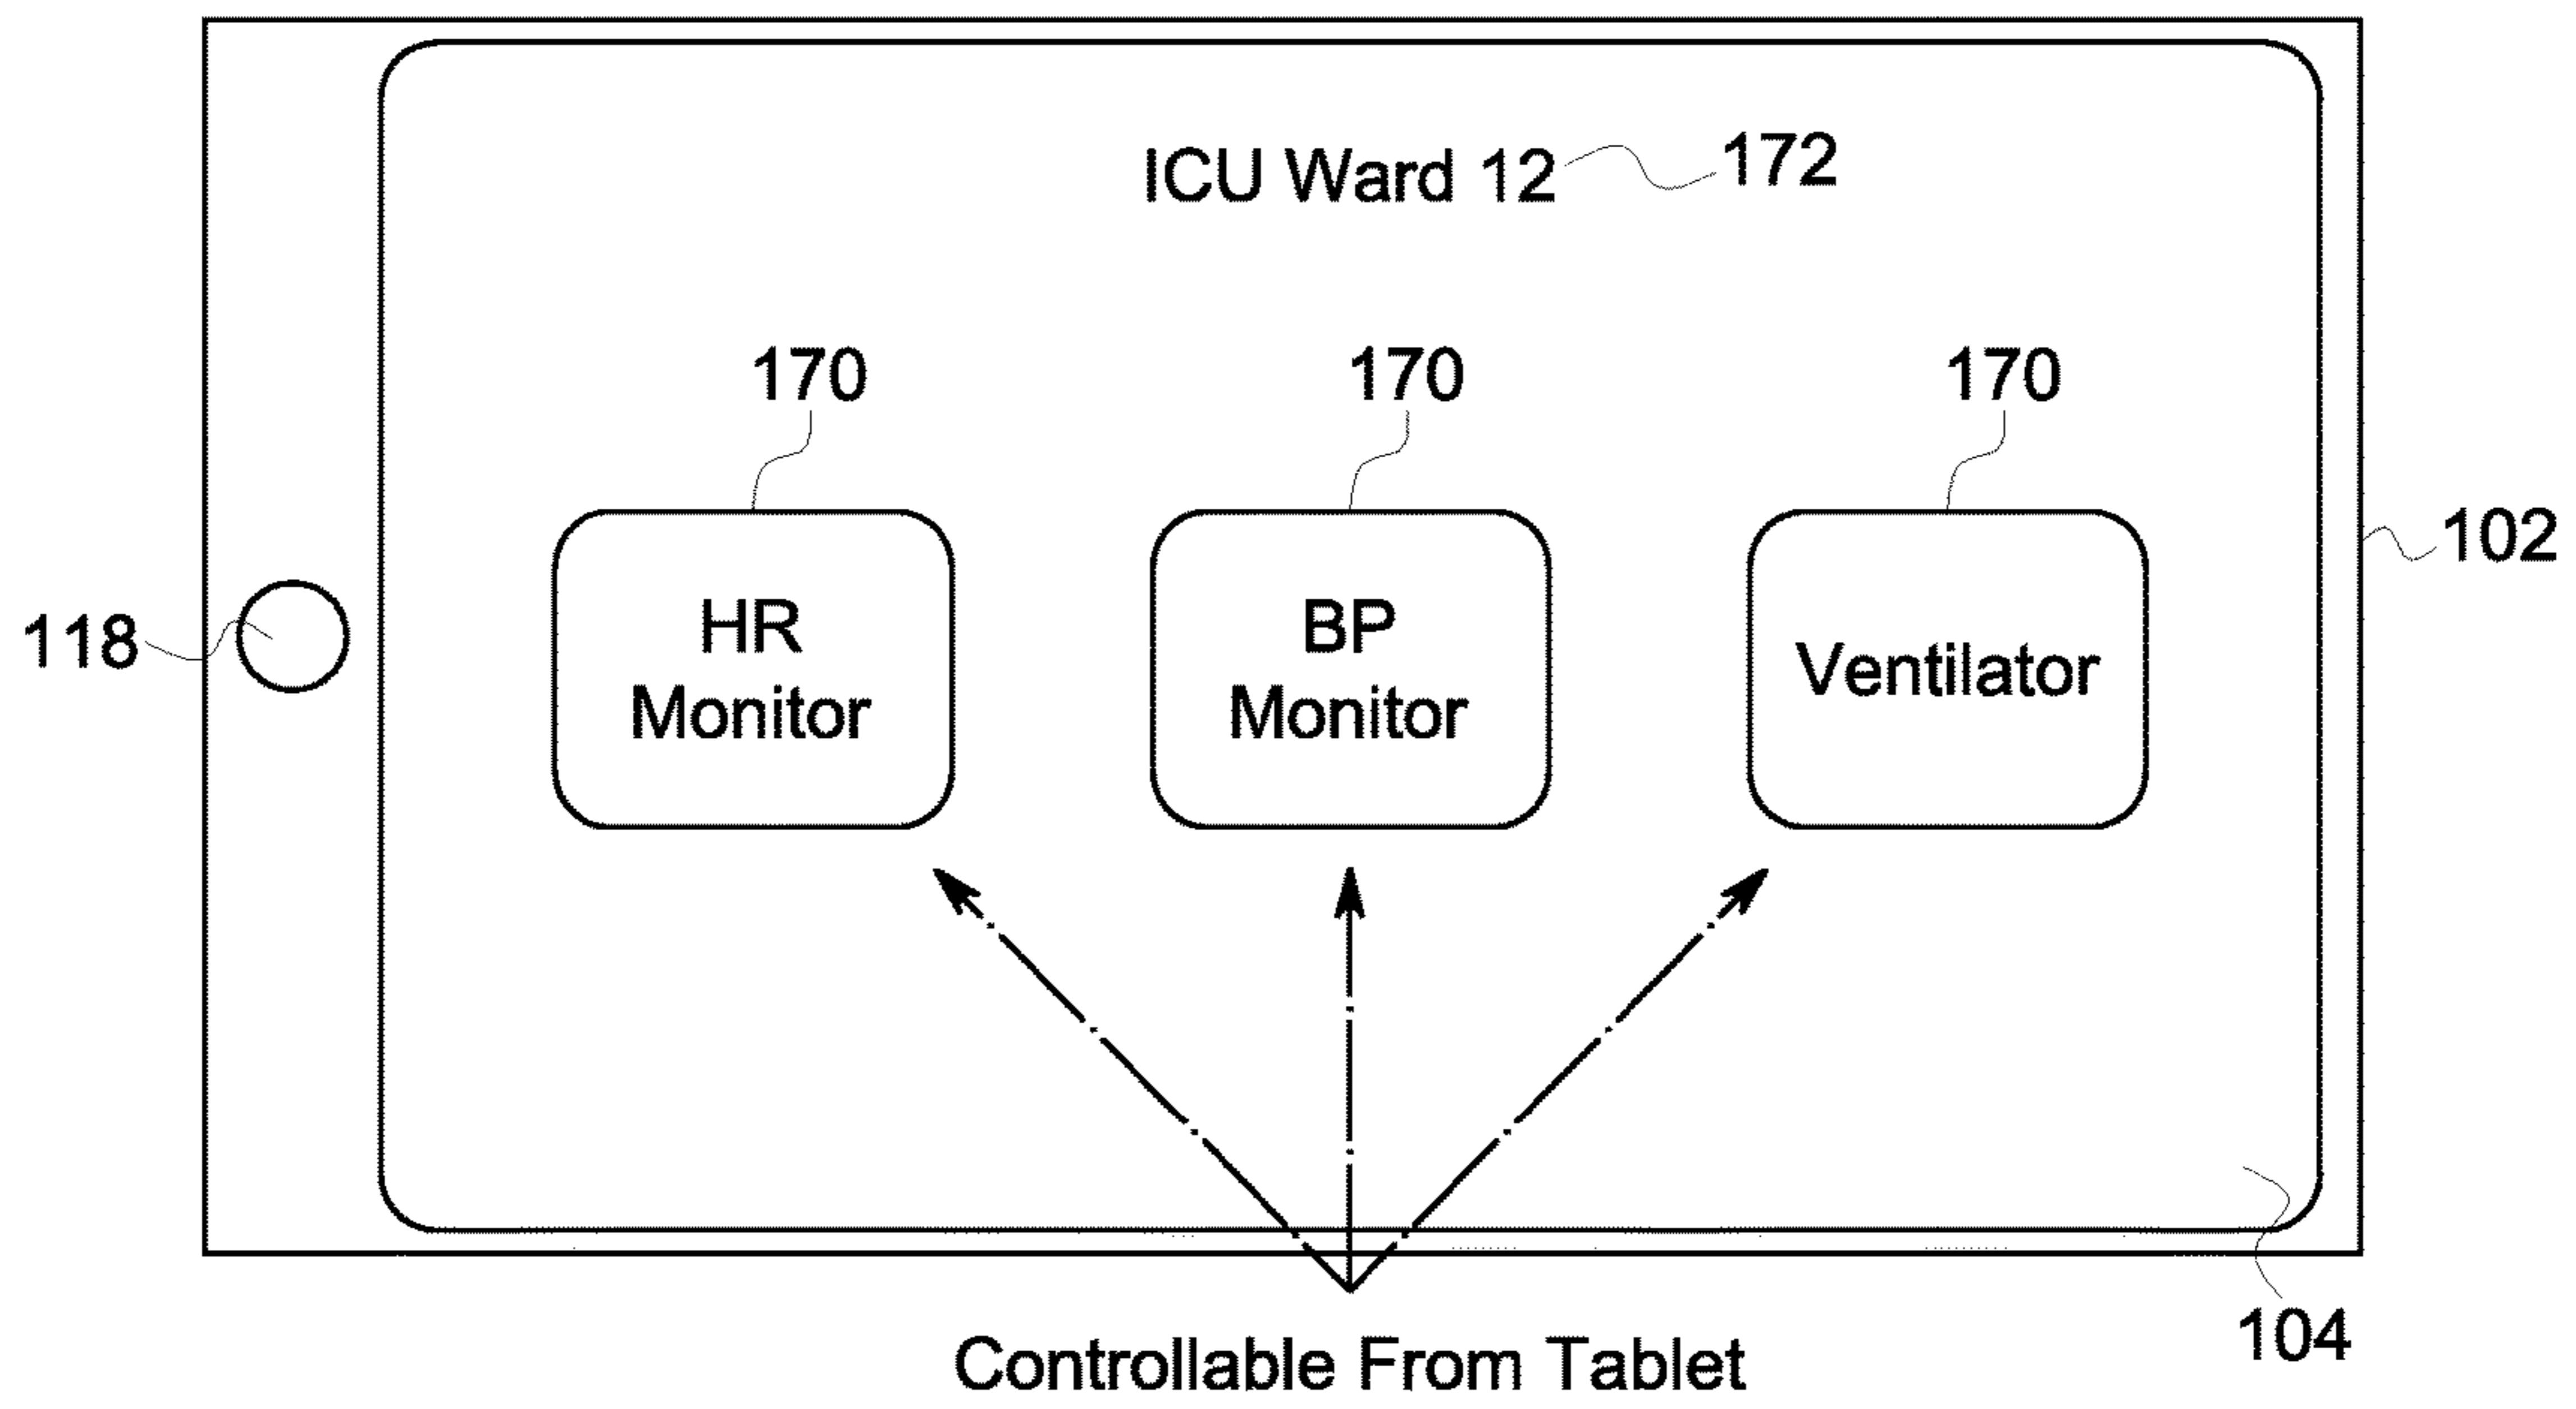 ICU Ward 12
172
170
170
170
HR
Monitor
BP
Monitor
Ventilator
102
118
104
Controllable From Tablet